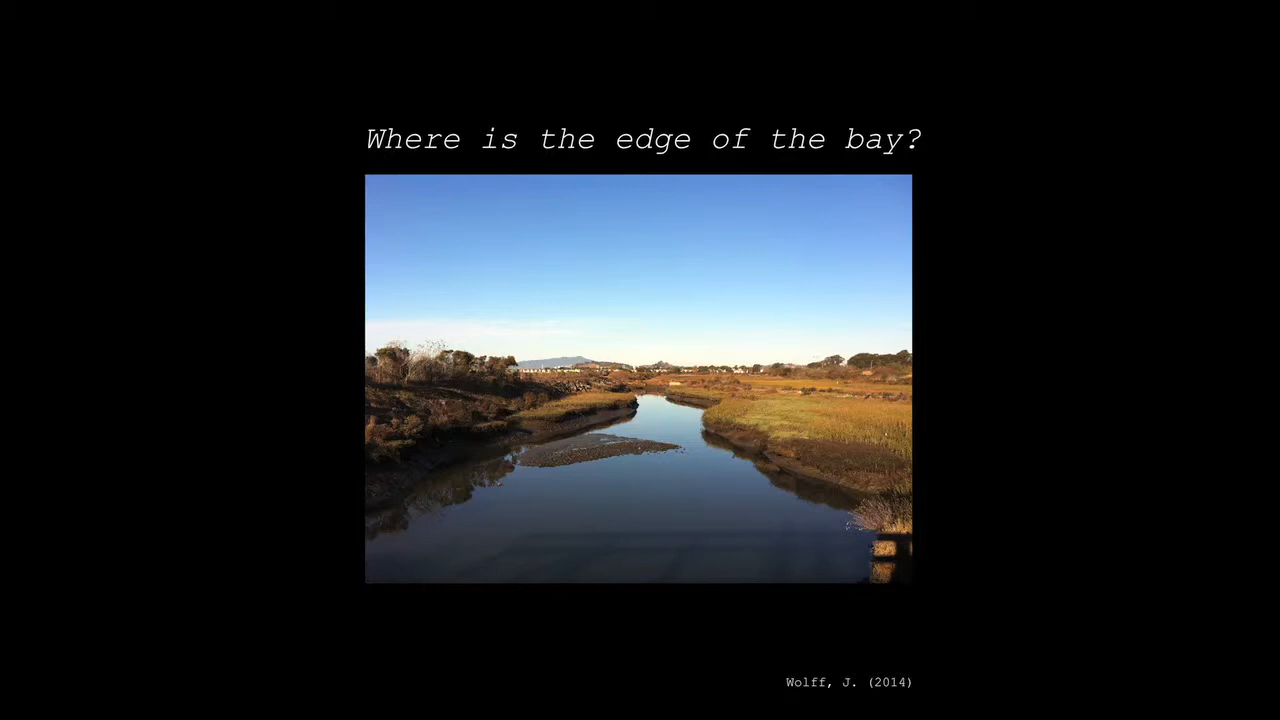 Where is the edge of the bay?
Wolff, J. (2014)